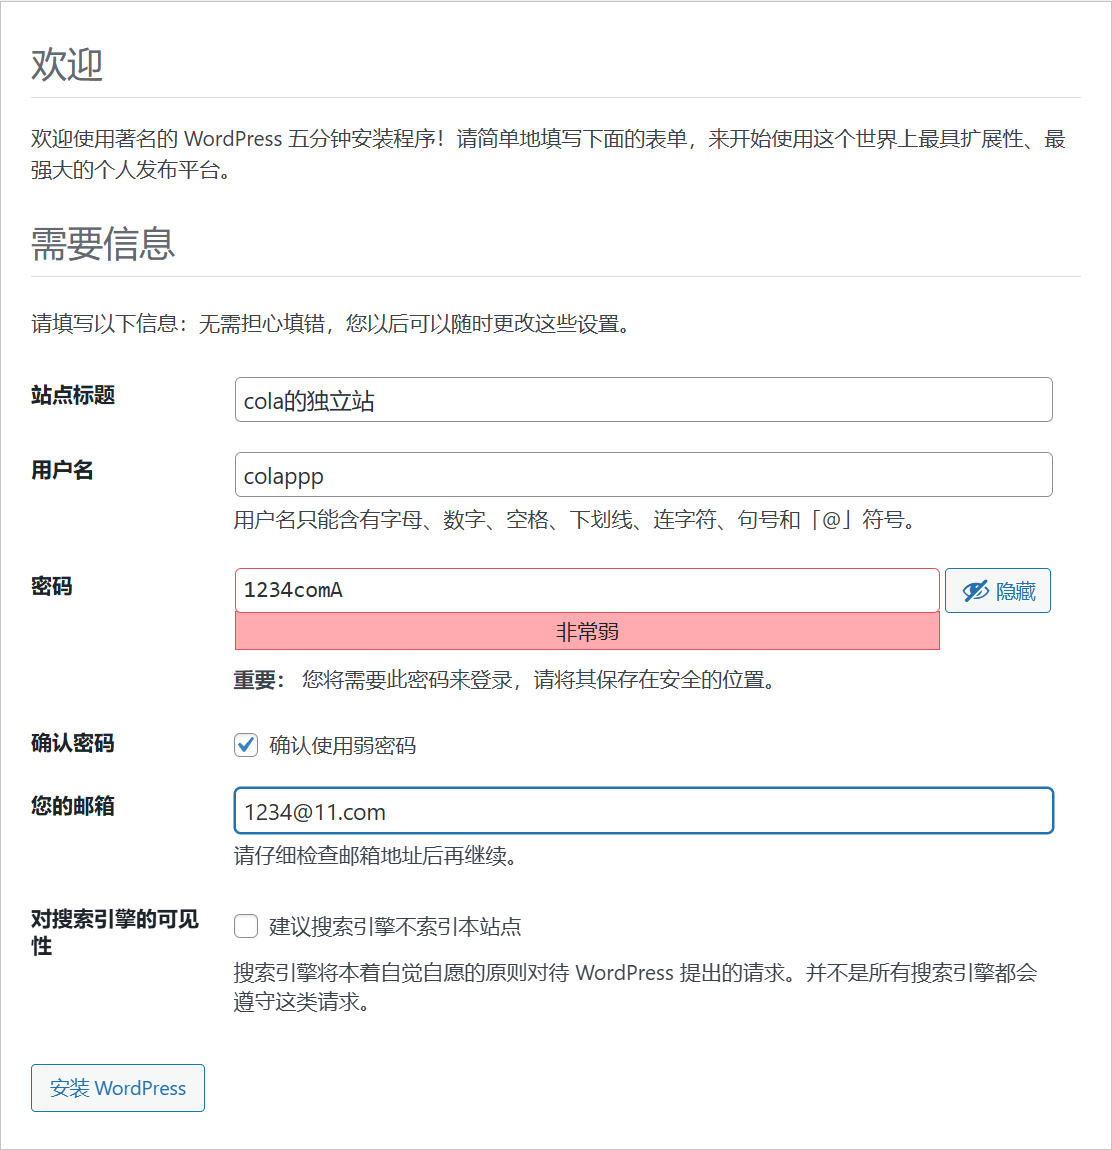 欢迎
欢迎使用著名的 WordPress 五分钟安装程序！请简单地填写下面的表单，来开始使用这个世界上最具扩展性、最
强大的个人发布平台。
需要信息
请填写以下信息：无需担心填错，您以后可以随时更改这些设置。
站点标题
cola的独立站
用户名
colappp
用户名只能含有字母、数字、空格、下划线、连字符、句号和「@」符号。
密码
1234comA
隐藏
非常弱
重要： 您将需要此密码来登录，请将其保存在安全的位置。
确认密码
确认使用弱密码
您的邮箱
1234@11.com
请仔细检查邮箱地址后再继续。
对搜索引擎的可见
性
建议搜索引擎不索引本站点
搜索引擎将本着自觉自愿的原则对待 WordPress 提出的请求。并不是所有搜索引擎都会
遵守这类请求。
安装 WordPress